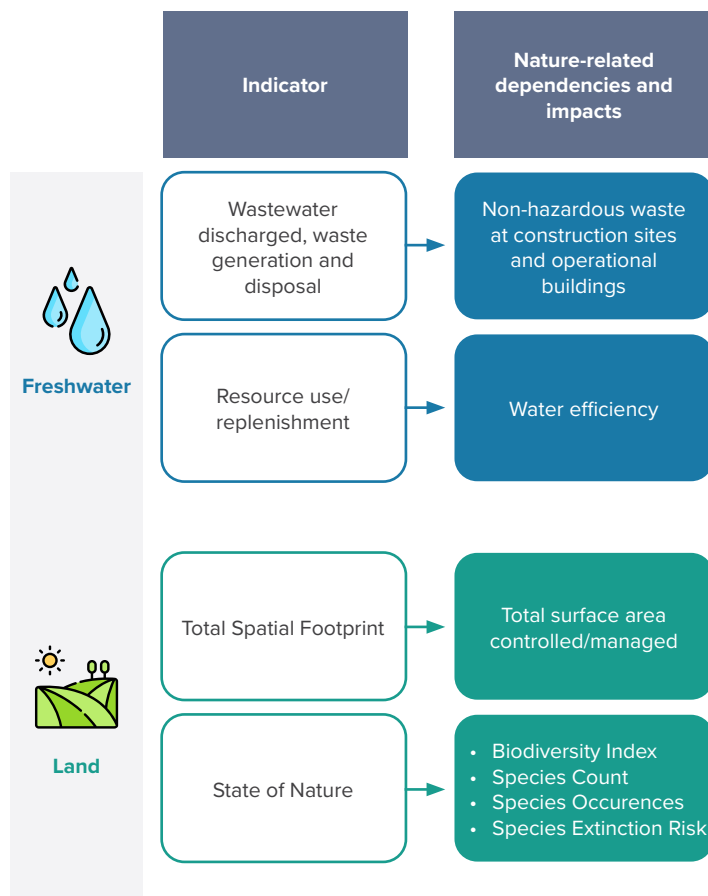 Indicator
Nature-related
dependencies and
impacts
Freshwater
Wastewater
discharged, waste
generation and
disposal
Non-hazardous waste
at construction sites
and operational
buildings
Resource use/
replenishment
Water efficiency
Land
Total Spatial Footprint
Total surface area
controlled/managed
State of Nature
• Biodiversity Index
• Species Count
• Species Occurences
• Species Extinction Risk